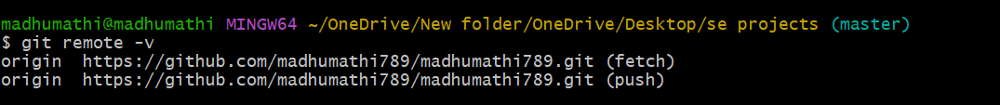 madhumathi@madhumathi MINGW64 ~/OneDrive/New folder/OneDrive/Desktop/se projects (master)
$ git remote -v
origin  https://github.com/madhumathi789/madhumathi789.git (fetch)
origin  https://github.com/madhumathi789/madhumathi789.git (push)